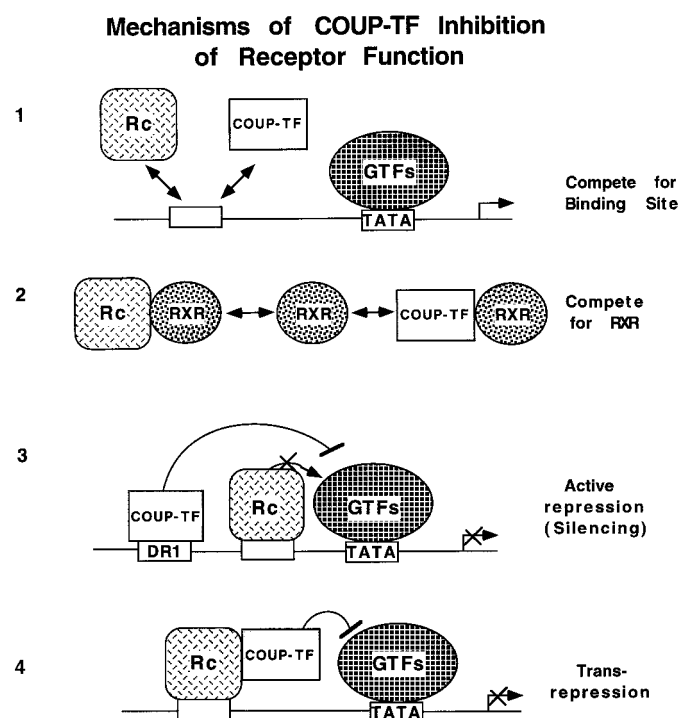 Mechanisms of COUP-TF Inhibition
of Receptor Function
1
Rc
COUP-TF
GTFs
TATA
Compete for
Binding Site
2
Rc
RXR
RXR
COUP-TF
RXR
Compete
for RXR
3
COUP-TF
DR1
Rc
GTFs
TATA
Active
repression
(Silencing)
4
Rc
COUP-TF
GTFs
TATA
Trans-
repression